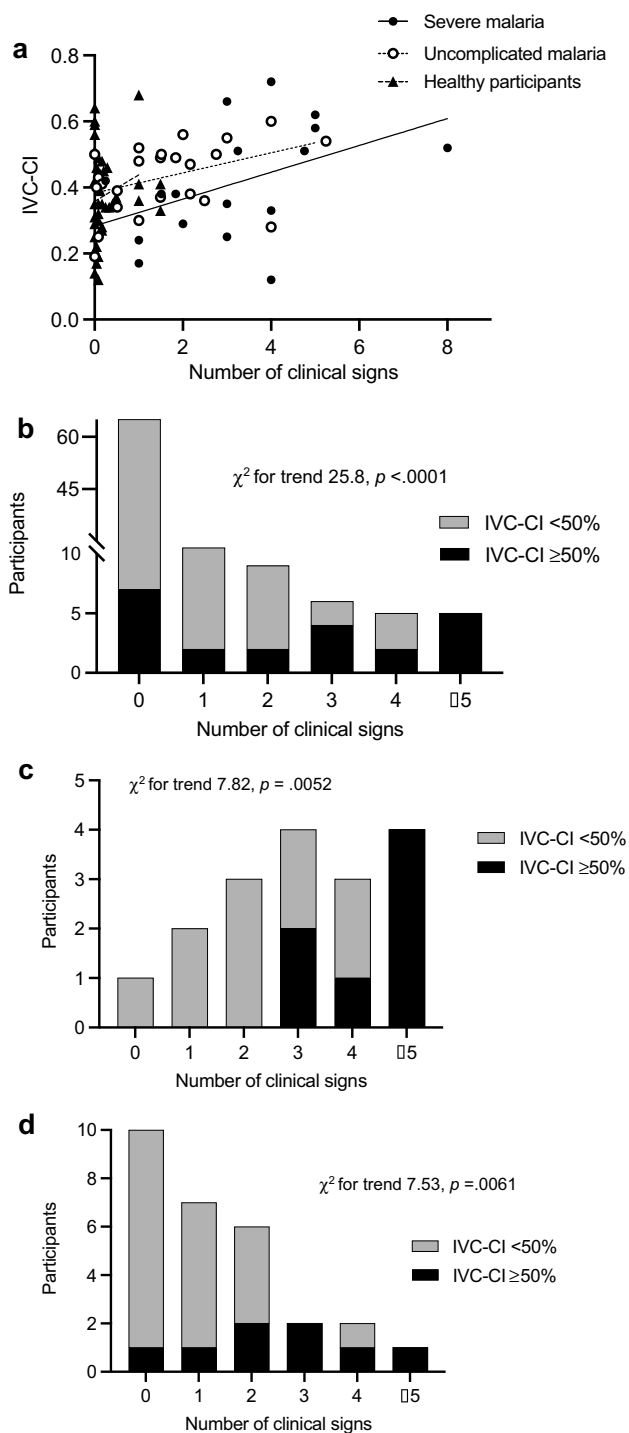 Severe malaria
Uncomplicated malaria
Healthy participants
a
0.8
0.6
0.4
0.2
0.0
IVC-CI
0 2 4 6 8
Number of clinical signs
b
60
45
10
5
0
Participants
χ² for trend 25.8, p <.0001
IVC-CI <50%
IVC-CI ≥50%
0 1 2 3 4 ▯5
Number of clinical signs
c
5
4
3
2
1
0
Participants
χ² for trend 7.82, p = .0052
IVC-CI <50%
IVC-CI ≥50%
0 1 2 3 4 ▯5
Number of clinical signs
d
10
8
6
4
2
0
Participants
χ² for trend 7.53, p =.0061
IVC-CI <50%
IVC-CI ≥50%
0 1 2 3 4 ▯5
Number of clinical signs